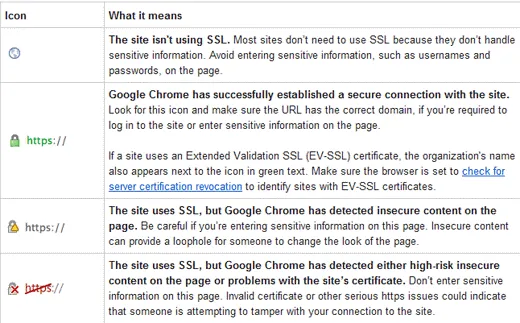 Icon What it means
The site isn't using SSL. Most sites don't need to use SSL because they don't handle
sensitive information. Avoid entering sensitive information, such as usernames and
passwords, on the page.
Google Chrome has successfully established a secure connection with the site.
https:// Look for this icon and make sure the URL has the correct domain, if you're required to
log in to the site or enter sensitive information on the page.
If a site uses an Extended Validation SSL (EV-SSL) certificate, the organization's name
also appears next to the icon in green text. Make sure the browser is set to check for
server certification revocation to identify sites with EV-SSL certificates.
The site uses SSL, but Google Chrome has detected insecure content on the
https:// page. Be careful if you're entering sensitive information on this page. Insecure content
can provide a loophole for someone to change the look of the page.
The site uses SSL, but Google Chrome has detected either high-risk insecure
content on the page or problems with the site's certificate. Don't enter sensitive
https:// information on this page. Invalid certificate or other serious https issues could indicate
that someone is attempting to tamper with your connection to the site.